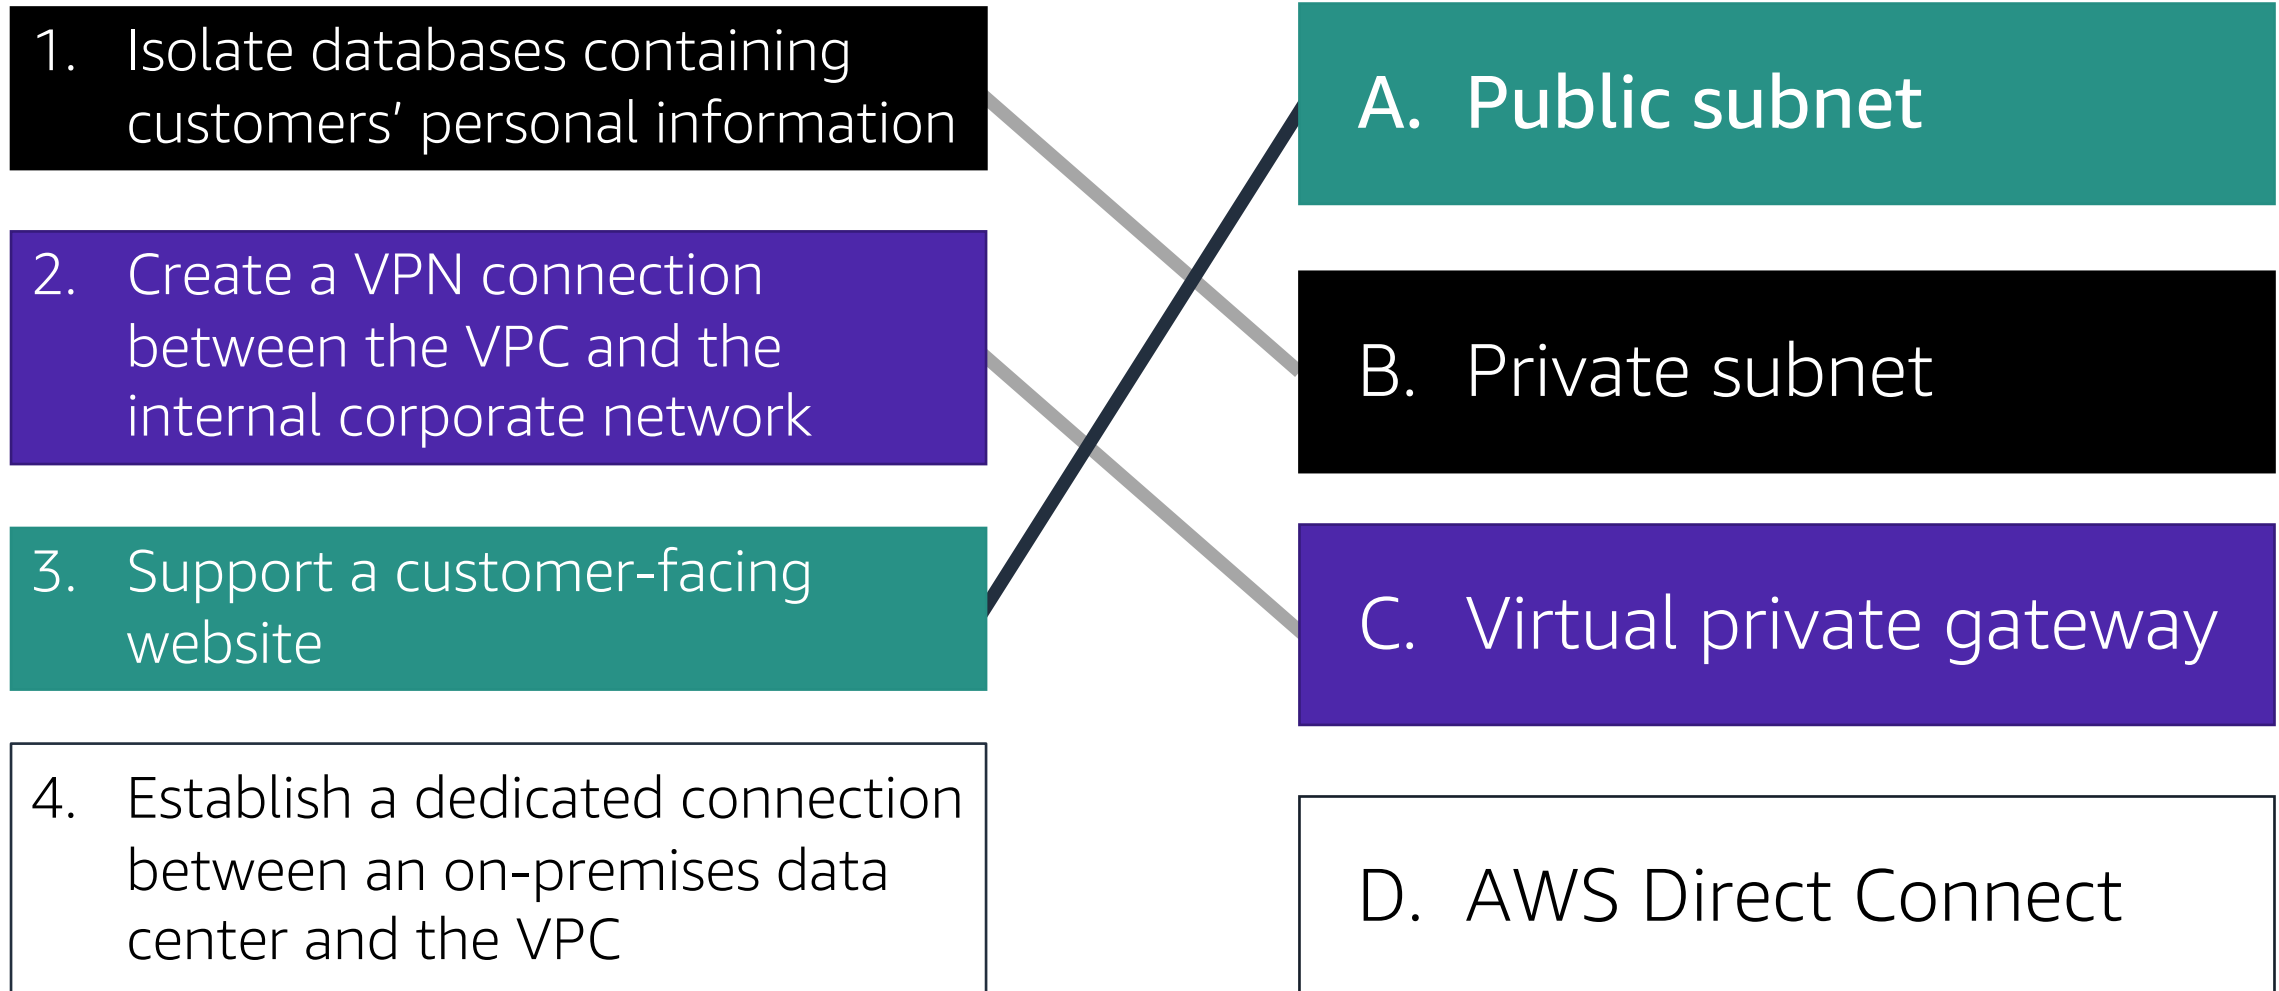 1. Isolate databases containing
customers’ personal information
2. Create a VPN connection
between the VPC and the
internal corporate network
3. Support a customer-facing
website
4. Establish a dedicated connection
between an on-premises data
center and the VPC
A. Public subnet
B. Private subnet
C. Virtual private gateway
D. AWS Direct Connect